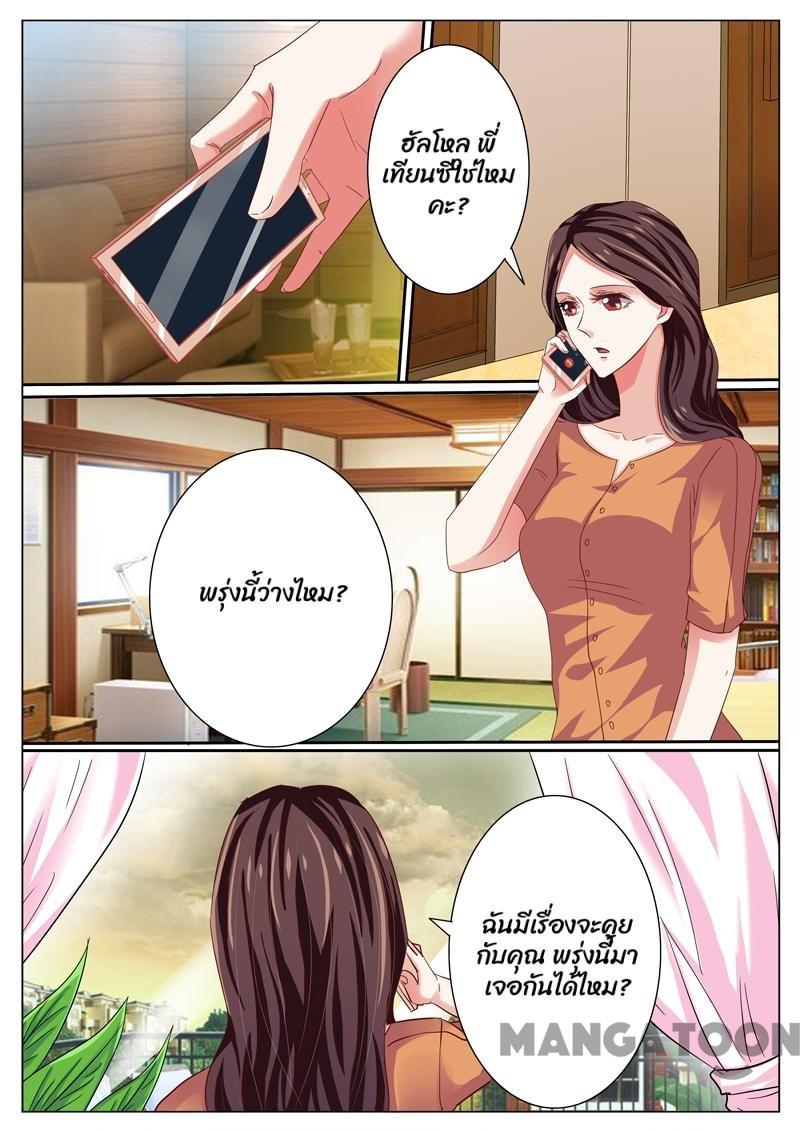 ฮัลโหล พี่
เทียนซีใช่ไหม
คะ?
พรุ่งนี้ว่างไหม?
ฉันมีเรื่องจะคุย
กับคุณ พรุ่งนี้มา
เจอกันได้ไหม?
MANGATOON